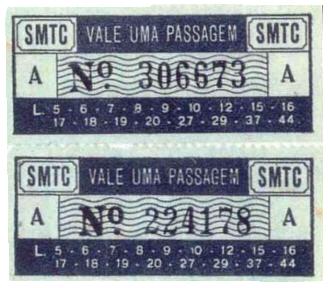 SMTC VALE UMA PASSAGEM SMTC
A Nº 306673 A
L. 5 - 6 - 7 - 8 - 9 - 10 - 12 - 15 - 16
17 - 18 - 19 - 20 - 27 - 29 - 37 - 44
SMTC VALE UMA PASSAGEM SMTC
A Nº 224178 A
L. 5 - 6 - 7 - 8 - 9 - 10 - 12 - 15 - 16
17 - 18 - 19 - 20 - 27 - 29 - 37 - 44